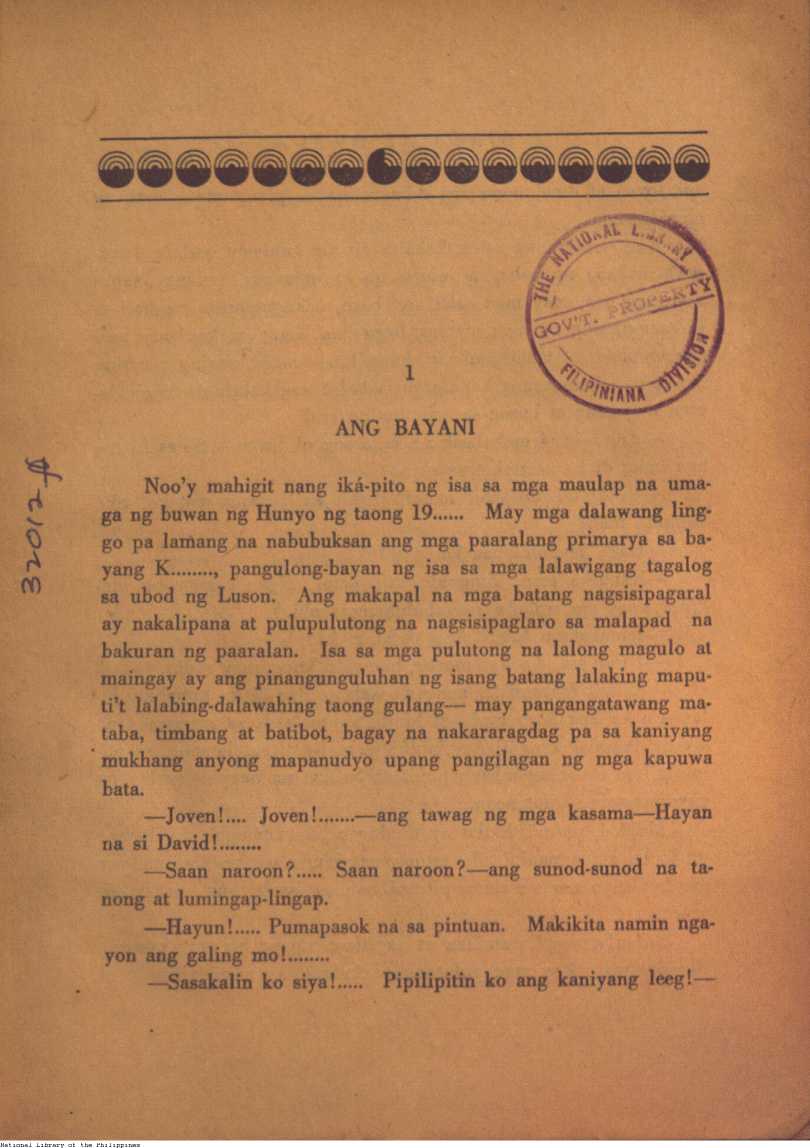 THE NATIONAL LIBRARY
GOV'T. PROPERTY
FILIPINIANA DIVISION
1
ANG BAYANI
Noo'y mahigit nang iká-pito ng isa sa mga maulap na uma-
ga ng buwan ng Hunyo ng taong 19...... May mga dalawang ling-
go pa lamang na nabubuksan ang mga paaralang primarya sa ba-
yang K........, pangulong-bayan ng isa sa mga lalawigang tagalog
sa ubod ng Luson. Ang makapal na mga batang nagsisipagaral
ay nakalipana at pulupulutong na nagsisipaglaro sa malapad na
bakuran ng paaralan. Isa sa mga pulutong na lalong magulo at
maingay ay ang pinangunguluhan ng isang batang lalaking mapu-
ti't lalabing-dalawahing taong gulang— may pangangatawang ma-
taba, timbang at batibot, bagay na nakararagdag pa sa kaniyang
mukhang anyong mapanudyo upang pangilagan ng mga kapuwa
bata.
—Joven!.... Joven!.......—ang tawag ng mga kasama—Hayan
na si David!........
—Saan naroon?..... Saan naroon?—ang sunod-sunod na ta-
nong at lumingap-lingap.
—Hayun!..... Pumapasok na sa pintuan. Makikita namin nga-
yon ang galing mo!........
—Sasakalin ko siya!..... Pipilipitin ko ang kaniyang leeg!—
32012
National Library of the Philippines